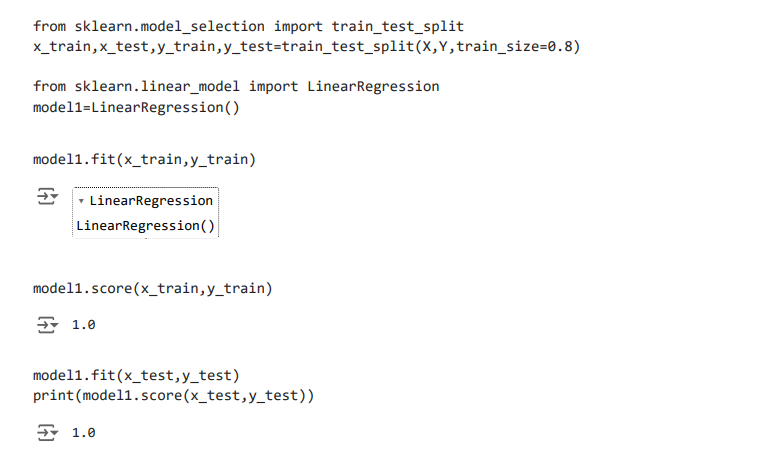 from sklearn.model_selection import train_test_split
x_train,x_test,y_train,y_test=train_test_split(X,Y,train_size=0.8)
from sklearn.linear_model import LinearRegression
model1=LinearRegression()
model1.fit(x_train,y_train)
LinearRegression
LinearRegression()
model1.score(x_train,y_train)
1.0
model1.fit(x_test,y_test)
print(model1.score(x_test,y_test))
1.0